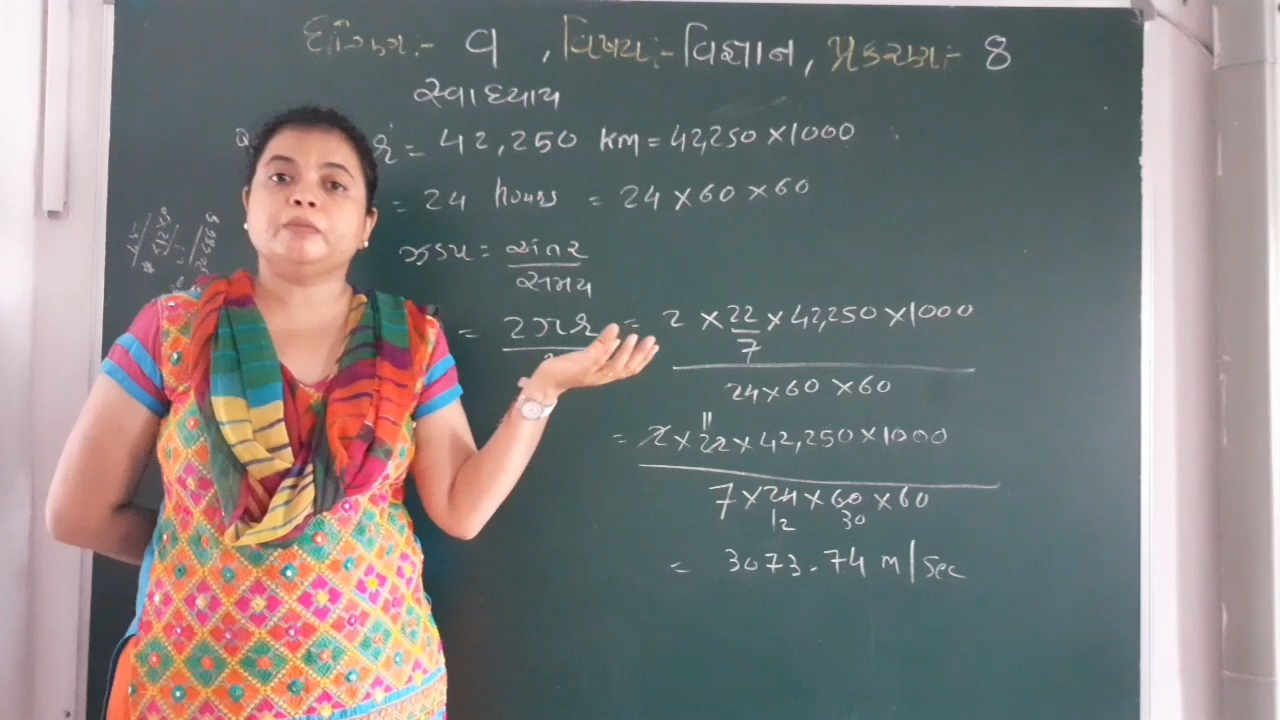 ધોરણ:- ૧, વિષય:- વિજ્ઞાન, પ્રકરણ:- 8
સ્વાધ્યાય
Q r = 42,250 KM = 42,250 × 1000
= 24 hours = 24 × 60 × 60
ઝડપ = અંતર / સમય
= 2πr = 2 × 22/7 × 42,250 × 1000 / 24 × 60 × 60
= 2 × 22 11 × 42,250 × 1000 / 7 × 24 12 × 60 30 × 60
= 3073.74 m/sec